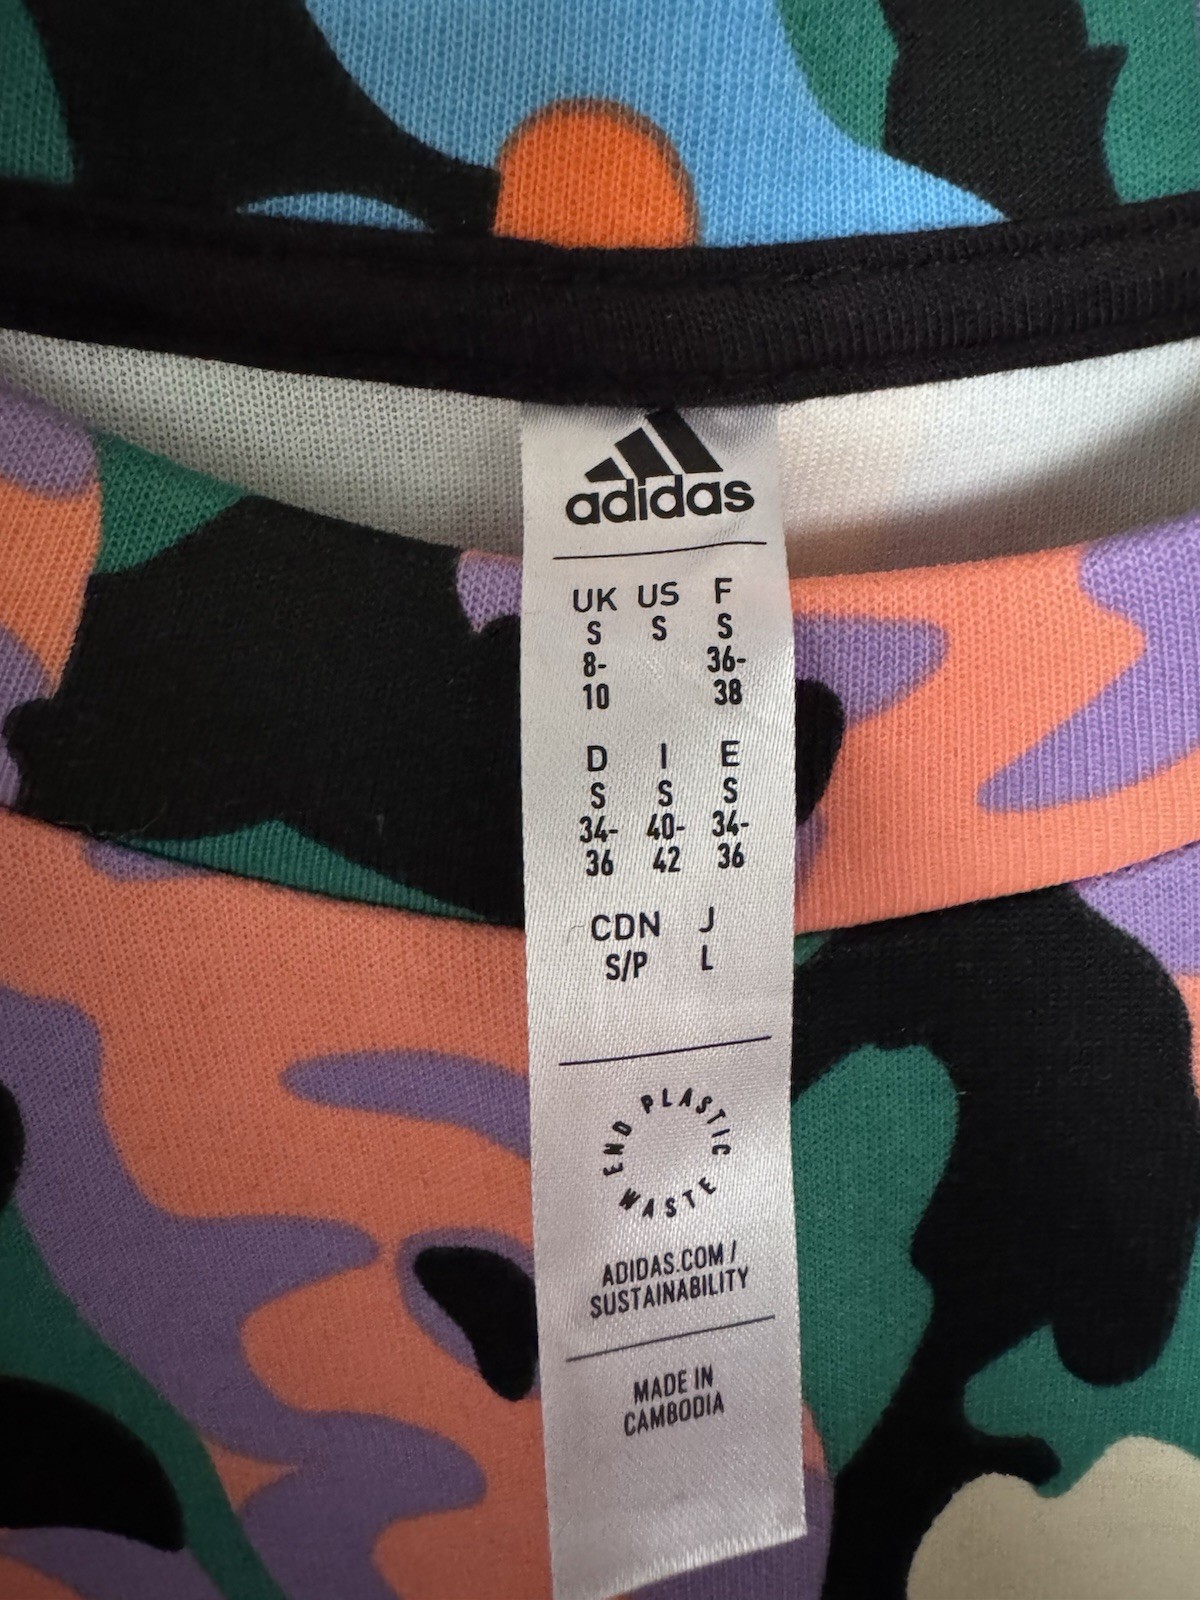 adidas
UK US F
S S S
8- 36-
10 38
D I E
S S S
34- 40- 34-
36 42 36
CDN J
S/P L
END PLASTIC WASTE
ADIDAS.COM/
SUSTAINABILITY
MADE IN
CAMBODIA